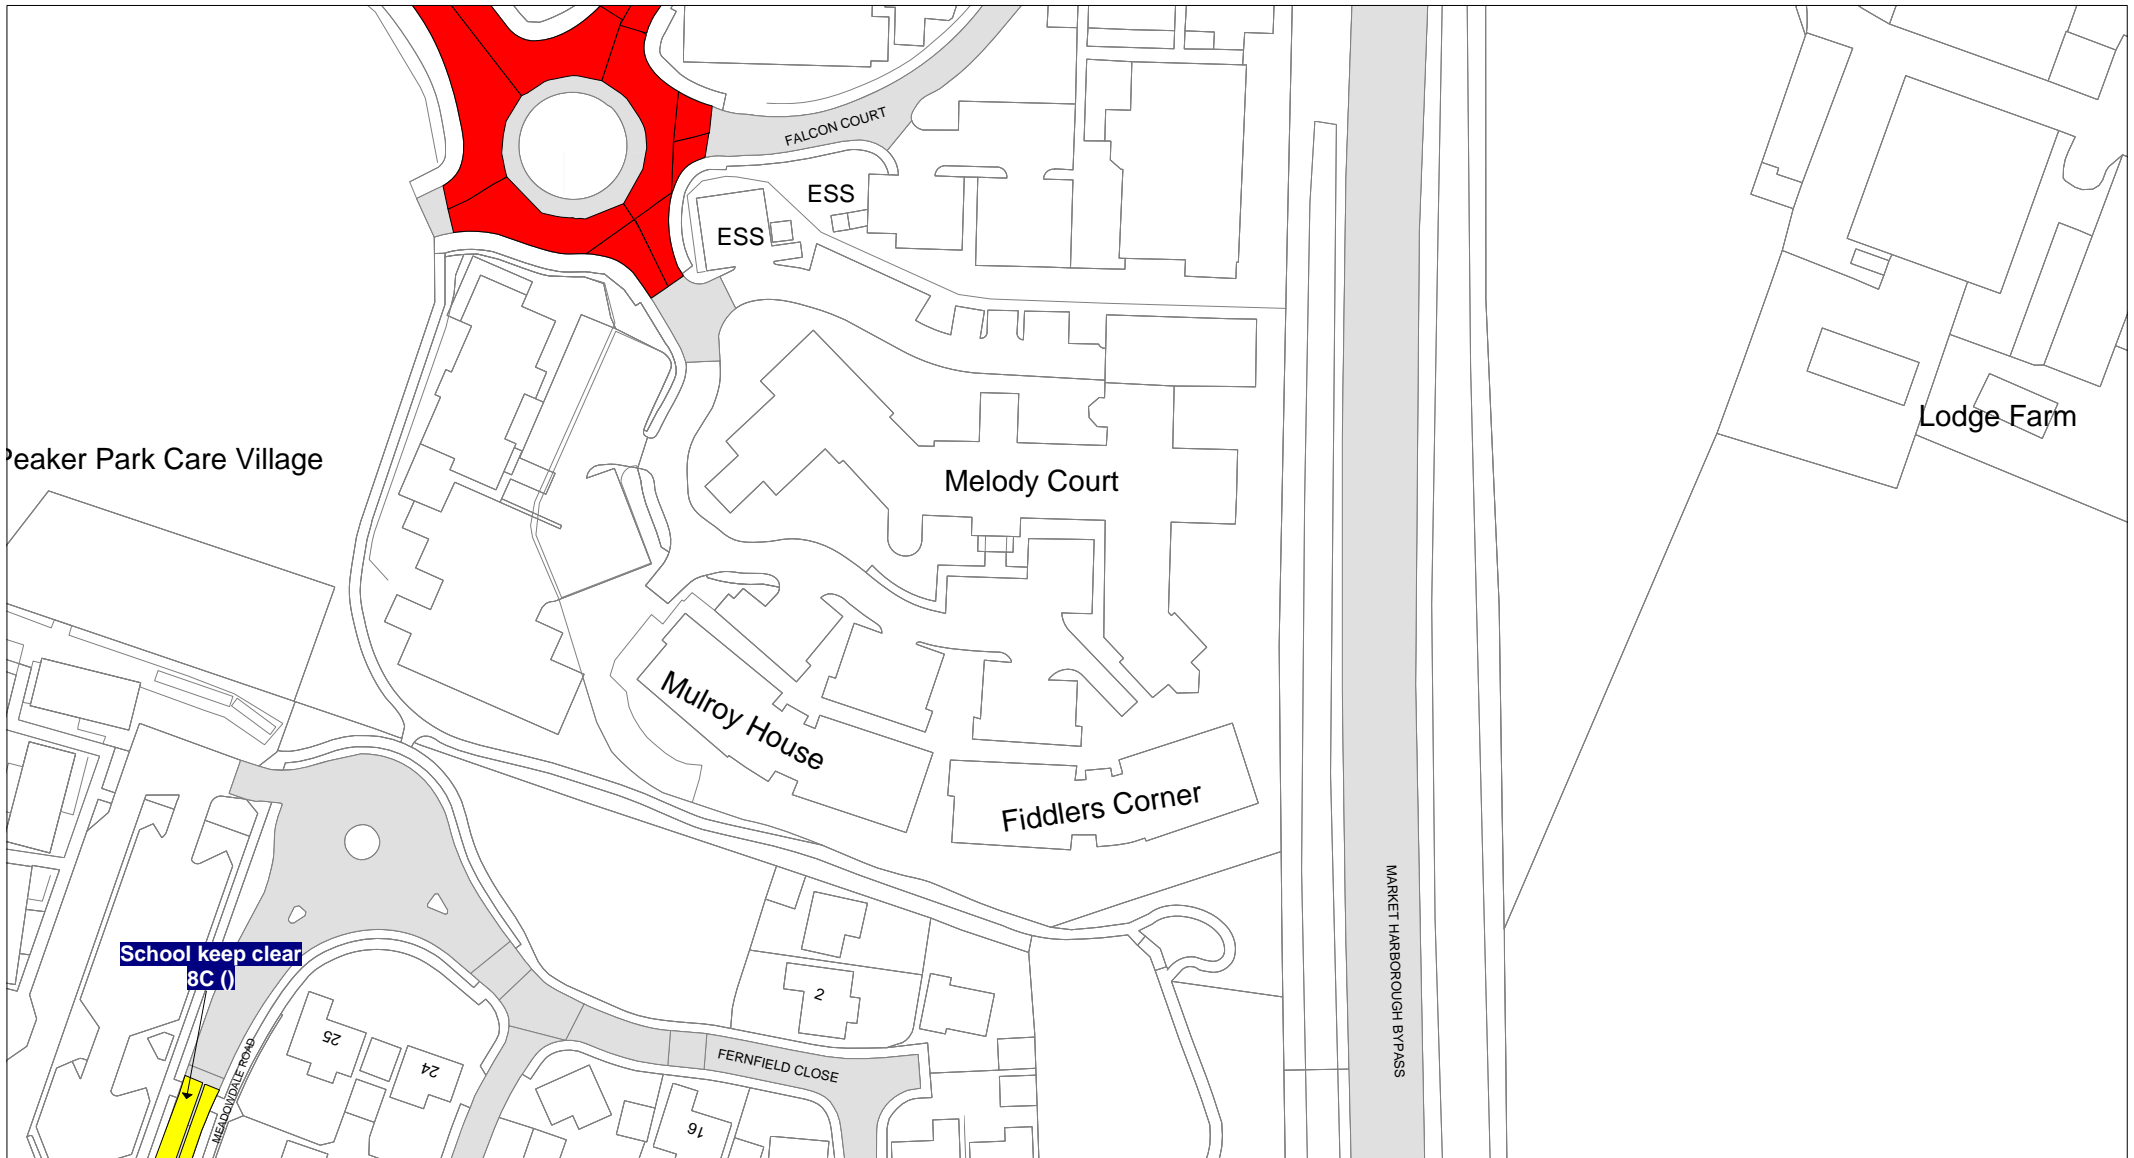 FALCON COURT
ESS
ESS
Lodge Farm
Peaker Park Care Village
Melody Court
Mulroy House
Fiddlers Corner
MARKET HARBOROUGH BYPASS
School keep clear
8C ()
2
25
24
MEADOWDALE ROAD
FERNFIELD CLOSE
16